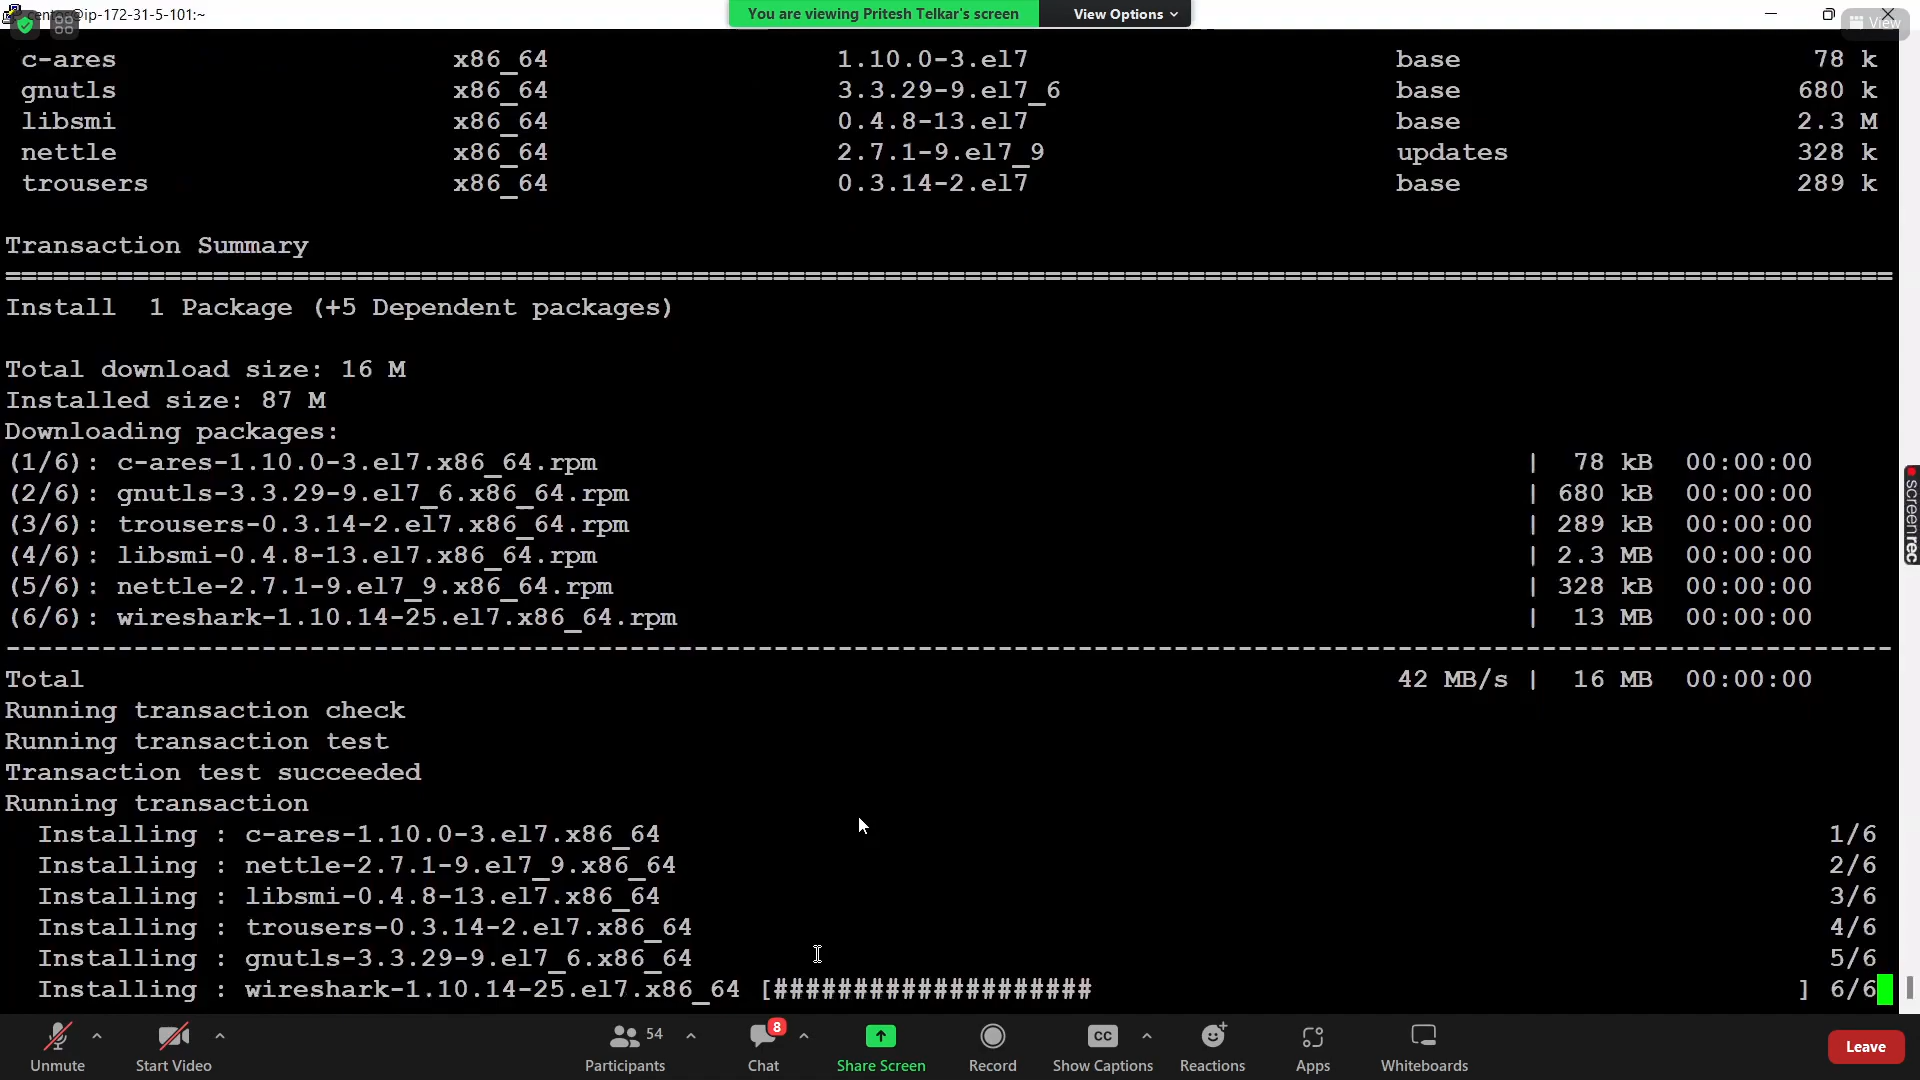 centos@ip-172-31-5-101:~
You are viewing Pritesh Telkar's screen
View Options
View
c-ares x86_64 1.10.0-3.el7 base 78 k
gnutls x86_64 3.3.29-9.el7_6 base 680 k
libsmi x86_64 0.4.8-13.el7 base 2.3 M
nettle x86_64 2.7.1-9.el7_9 updates 328 k
trousers x86_64 0.3.14-2.el7 base 289 k
Transaction Summary
================================================================================
Install 1 Package (+5 Dependent packages)
Total download size: 16 M
Installed size: 87 M
Downloading packages:
(1/6): c-ares-1.10.0-3.el7.x86_64.rpm | 78 kB 00:00:00
(2/6): gnutls-3.3.29-9.el7_6.x86_64.rpm | 680 kB 00:00:00
(3/6): trousers-0.3.14-2.el7.x86_64.rpm | 289 kB 00:00:00
(4/6): libsmi-0.4.8-13.el7.x86_64.rpm | 2.3 MB 00:00:00
(5/6): nettle-2.7.1-9.el7_9.x86_64.rpm | 328 kB 00:00:00
(6/6): wireshark-1.10.14-25.el7.x86_64.rpm | 13 MB 00:00:00
--------------------------------------------------------------------------------
Total 42 MB/s | 16 MB 00:00:00
Running transaction check
Running transaction test
Transaction test succeeded
Running transaction
Installing : c-ares-1.10.0-3.el7.x86_64 1/6
Installing : nettle-2.7.1-9.el7_9.x86_64 2/6
Installing : libsmi-0.4.8-13.el7.x86_64 3/6
Installing : trousers-0.3.14-2.el7.x86_64 4/6
Installing : gnutls-3.3.29-9.el7_6.x86_64 5/6
Installing : wireshark-1.10.14-25.el7.x86_64 [#################### ] 6/6
screenrec
Unmute
Start Video
54
Participants
8
Chat
Share Screen
Record
CC
Show Captions
Reactions
Apps
Whiteboards
Leave